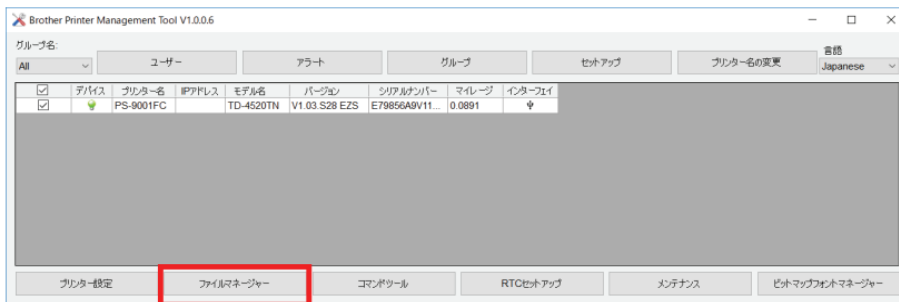 Brother Printer Management Tool V1.0.0.6
グループ名:
All
ユーザー
アラート
グループ
セットアップ
プリンター名の変更
言語
Japanese
デバイス プリンター名 IPアドレス モデル名 バージョン シリアルナンバー マイレージ インターフェイ
PS-9001FC TD-4520TN V1.03.S28 EZS E79856A9V11... 0.0891
プリンター設定
ファイルマネージャー
コマンドツール
RTCセットアップ
メンテナンス
ビットマップフォントマネージャー